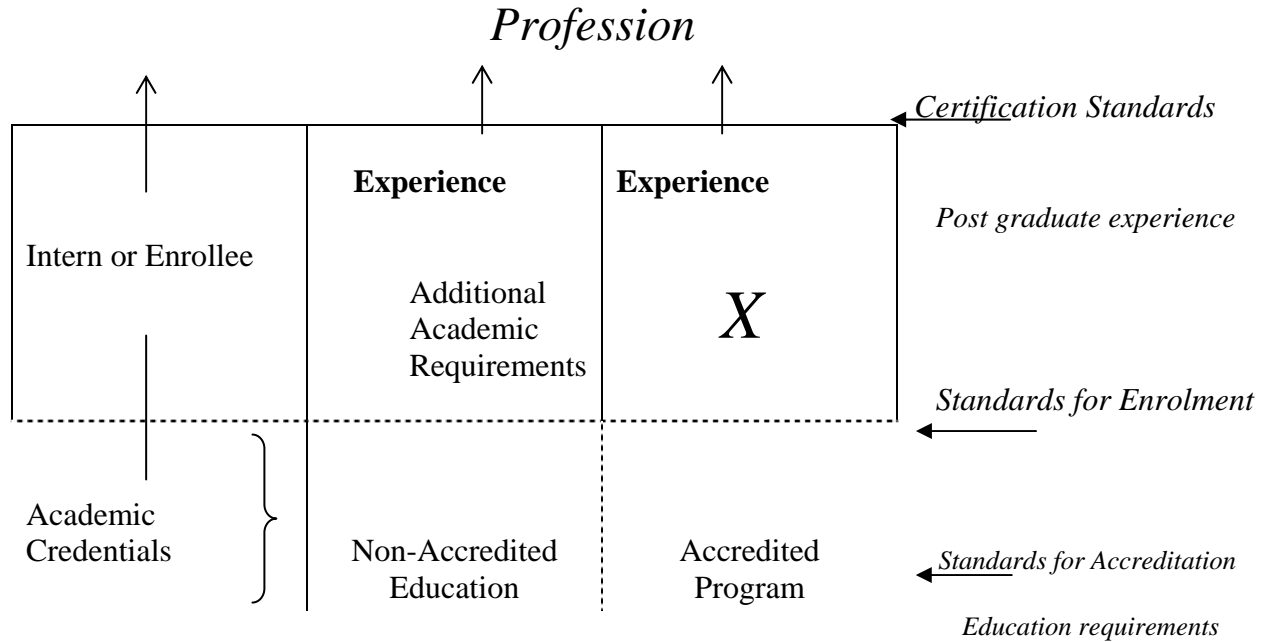 Profession
Certification Standards
Experience
Experience
Post graduate experience
Intern or Enrollee
Additional
Academic
Requirements
X
Standards for Enrolment
Academic
Credentials
Non-Accredited
Education
Accredited
Program
Standards for Accreditation
Education requirements